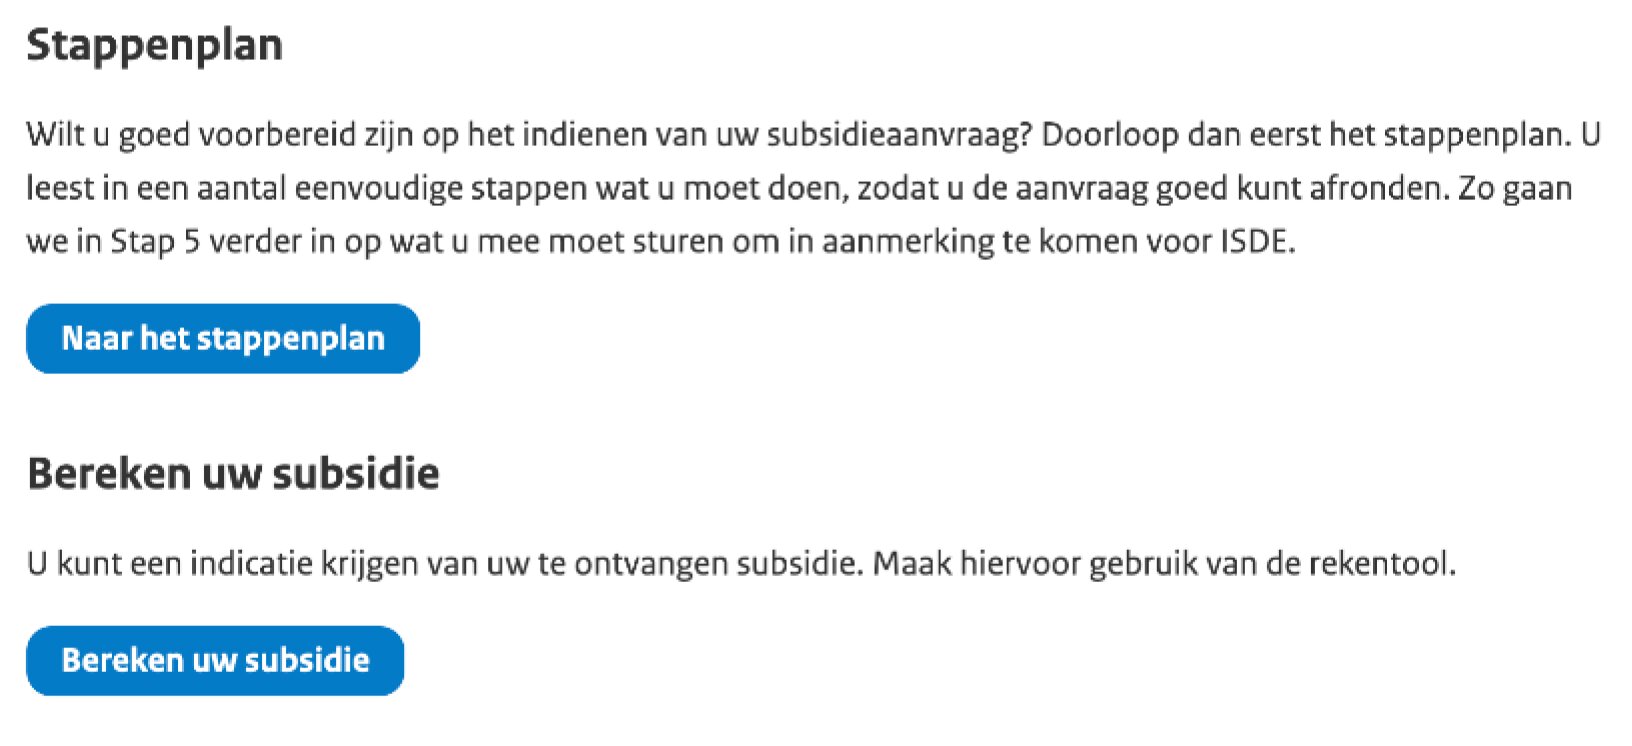 Stappenplan
Wilt u goed voorbereid zijn op het indienen van uw subsidieaanvraag? Doorloop dan eerst het stappenplan. U
leest in een aantal eenvoudige stappen wat u moet doen, zodat u de aanvraag goed kunt afronden. Zo gaan
we in Stap 5 verder in op wat u mee moet sturen om in aanmerking te komen voor ISDE.
Naar het stappenplan
Bereken uw subsidie
U kunt een indicatie krijgen van uw te ontvangen subsidie. Maak hiervoor gebruik van de rekentool.
Bereken uw subsidie